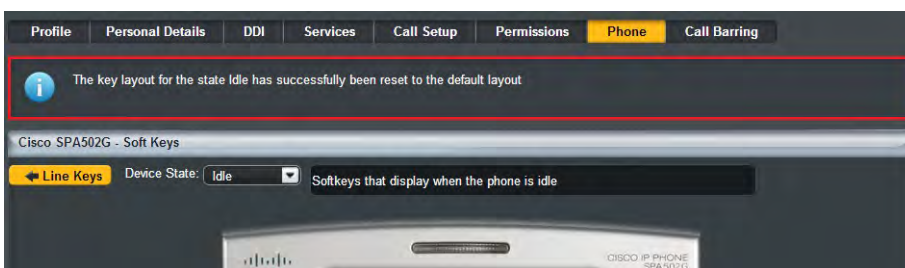 Profile Personal Details DDI Services Call Setup Permissions Phone Call Barring
The key layout for the state Idle has successfully been reset to the default layout
Cisco SPA502G - Soft Keys
Line Keys Device State: Idle Softkeys that display when the phone is idle
CISCO IP PHONE
SPA502G